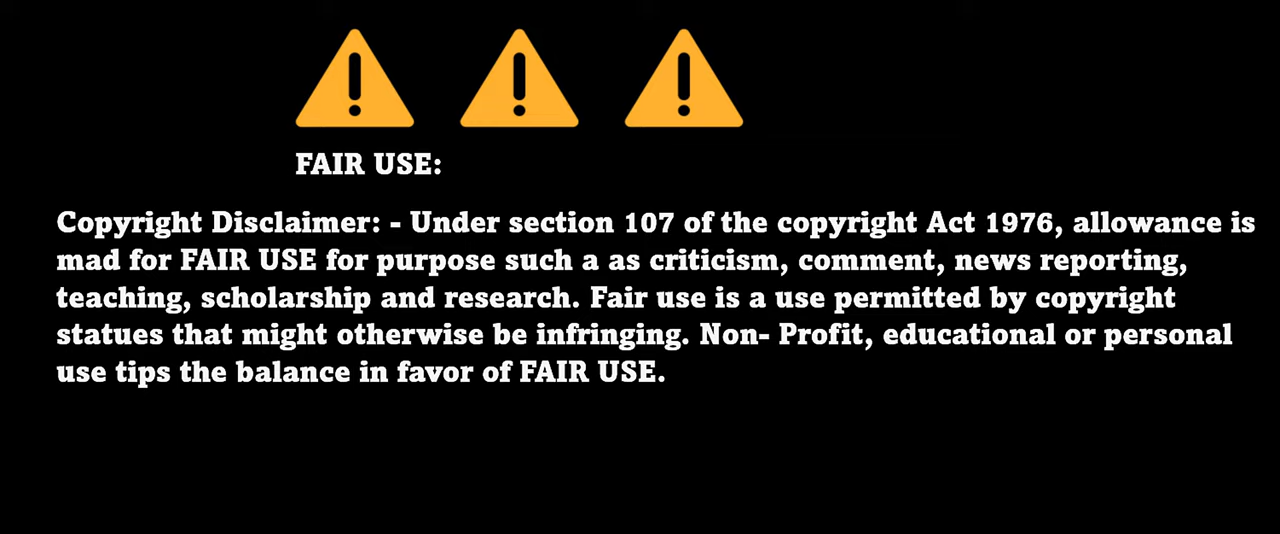 FAIR USE:
Copyright Disclaimer: - Under section 107 of the copyright Act 1976, allowance is
mad for FAIR USE for purpose such a as criticism, comment, news reporting,
teaching, scholarship and research. Fair use is a use permitted by copyright
statues that might otherwise be infringing. Non- Profit, educational or personal
use tips the balance in favor of FAIR USE.